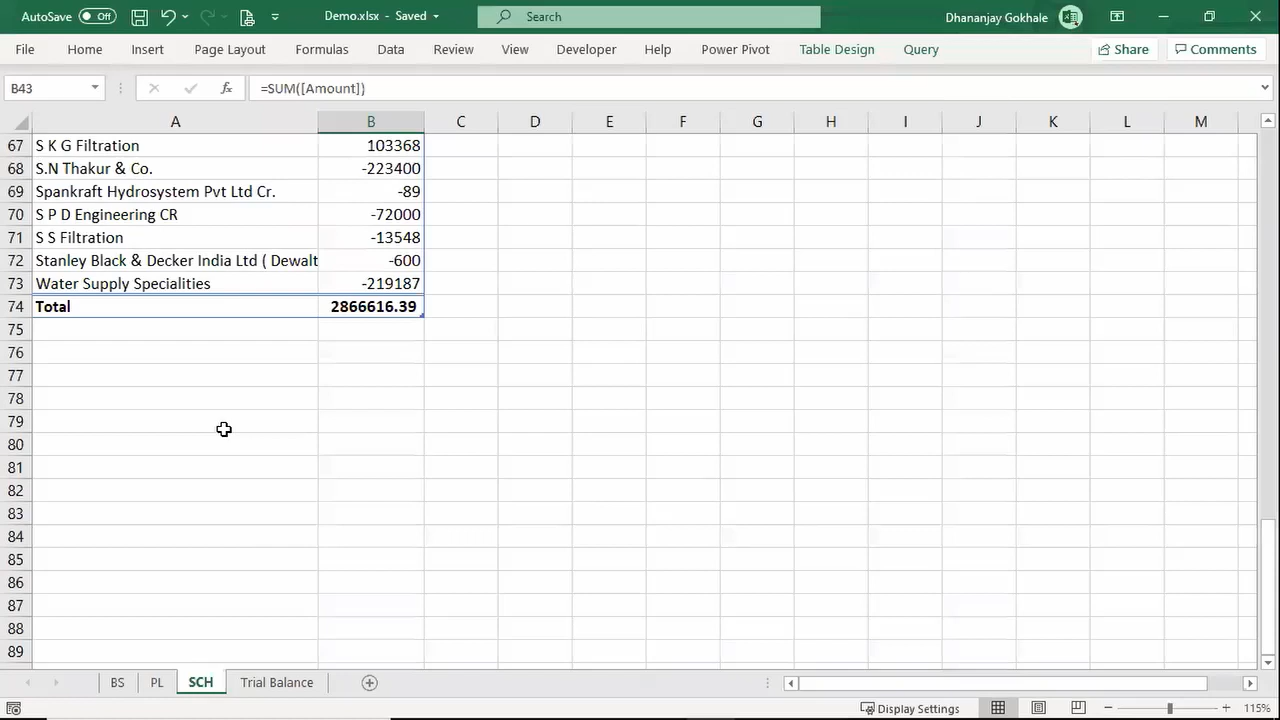 AutoSave Off Demo.xlsx - Saved Search Dhananjay Gokhale
File Home Insert Page Layout Formulas Data Review View Developer Help Power Pivot Table Design Query Share Comments
B43 fx =SUM([Amount])
A B C D E F G H I J K L M
67 S K G Filtration 103368
68 S.N Thakur & Co. -223400
69 Spankraft Hydrosystem Pvt Ltd Cr. -89
70 S P D Engineering CR -72000
71 S S Filtration -13548
72 Stanley Black & Decker India Ltd ( Dewalt -600
73 Water Supply Specialities -219187
74 Total 2866616.39
75
76
77
78
79
80
81
82
83
84
85
86
87
88
89
BS PL SCH Trial Balance
Display Settings 115%